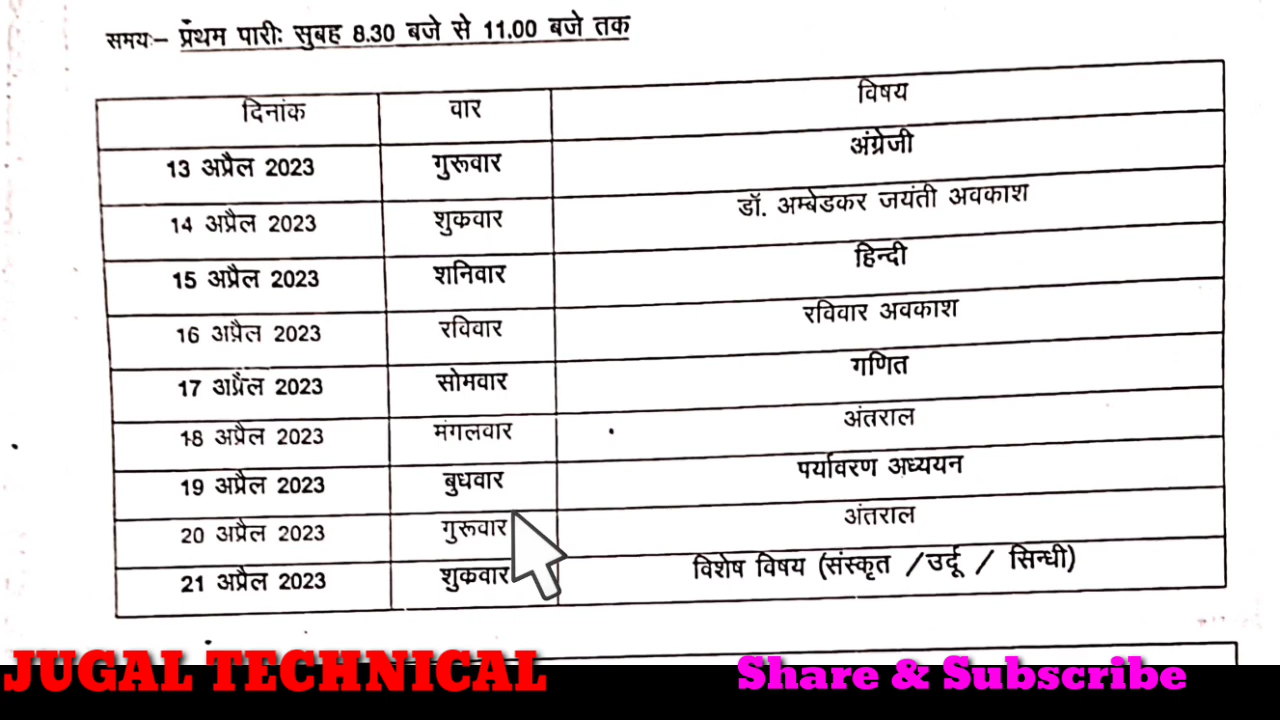 समयः– प्रथम पारीः सुबह 8.30 बजे से 11.00 बजे तक
दिनांक वार विषय
13 अप्रैल 2023 गुरूवार अंग्रेजी
14 अप्रैल 2023 शुकवार डॉ. अम्बेडकर जयंती अवकाश
15 अप्रैल 2023 शनिवार हिन्दी
16 अप्रैल 2023 रविवार रविवार अवकाश
17 अप्रैल 2023 सोमवार गणित
18 अप्रैल 2023 मंगलवार अंतराल
19 अप्रैल 2023 बुधवार पर्यावरण अध्ययन
20 अप्रैल 2023 गुरूवार अंतराल
21 अप्रैल 2023 शुकवार विशेष विषय (संस्कृत /उर्दू / सिन्धी)
JUGAL TECHNICAL Share & Subscribe